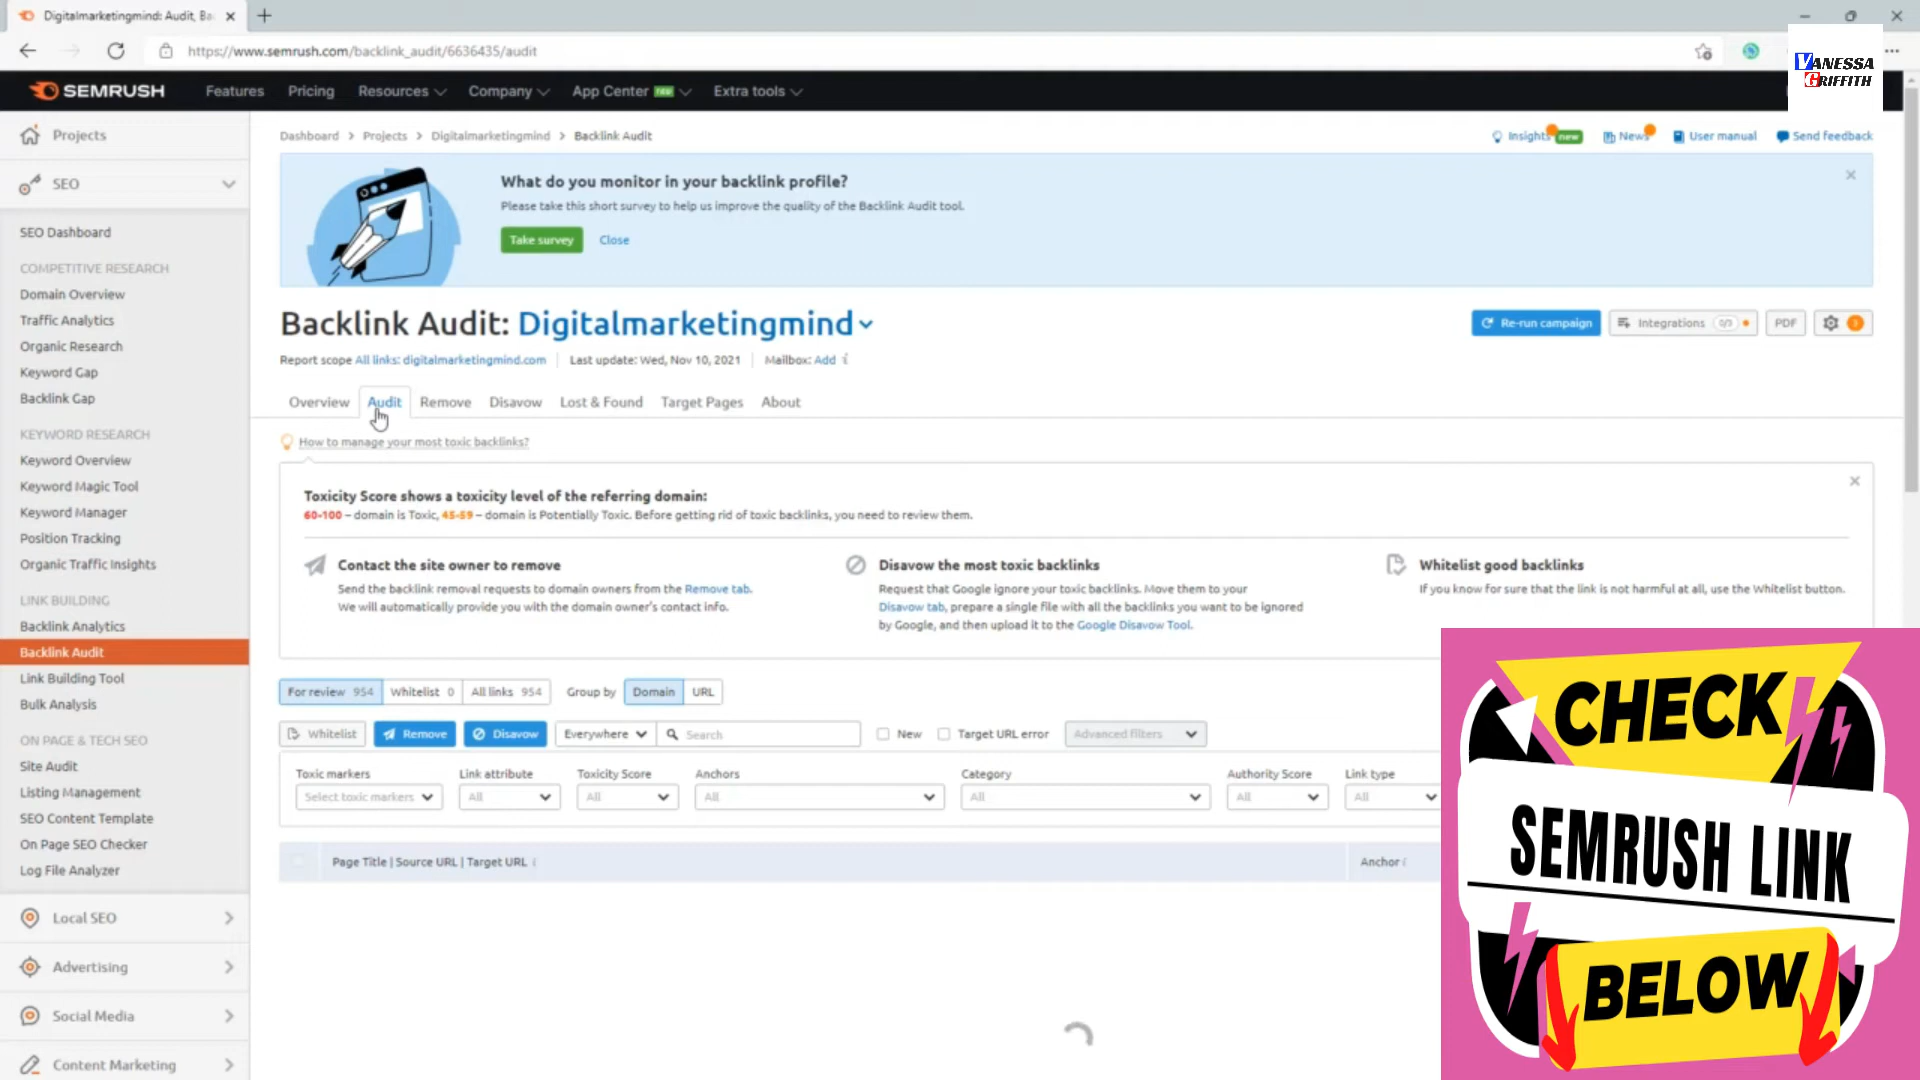 Digitalmarketingmind: Audit, Ba
https://www.semrush.com/backlink_audit/6636435/audit
VANESSA
GRIFFITH
SEMRUSH
Features
Pricing
Resources
Company
App Center
Extra tools
Projects
SEO
SEO Dashboard
COMPETITIVE RESEARCH
Domain Overview
Traffic Analytics
Organic Research
Keyword Gap
Backlink Gap
KEYWORD RESEARCH
Keyword Overview
Keyword Magic Tool
Keyword Manager
Position Tracking
Organic Traffic Insights
LINK BUILDING
Backlink Analytics
Backlink Audit
Link Building Tool
Bulk Analysis
ON PAGE & TECH SEO
Site Audit
Listing Management
SEO Content Template
On Page SEO Checker
Log File Analyzer
Local SEO
Advertising
Social Media
Content Marketing
Dashboard > Projects > Digitalmarketingmind > Backlink Audit
Insights new
News
User manual
Send feedback
What do you monitor in your backlink profile?
Please take this short survey to help us improve the quality of the Backlink Audit tool.
Take survey
Close
Backlink Audit: Digitalmarketingmind
Re-run campaign
Integrations
PDF
Report scope All links: digitalmarketingmind.com
Last update: Wed, Nov 10, 2021
Mailbox: Add
Overview
Audit
Remove
Disavow
Lost & Found
Target Pages
About
How to manage your most toxic backlinks?
Toxicity Score shows a toxicity level of the referring domain:
60-100 – domain is Toxic, 45-59 – domain is Potentially Toxic. Before getting rid of toxic backlinks, you need to review them.
Contact the site owner to remove
Send the backlink removal requests to domain owners from the Remove tab.
We will automatically provide you with the domain owner's contact info.
Disavow the most toxic backlinks
Request that Google ignore your toxic backlinks. Move them to your
Disavow tab, prepare a single file with all the backlinks you want to be ignored
by Google, and then upload it to the Google Disavow Tool.
Whitelist good backlinks
If you know for sure that the link is not harmful at all, use the Whitelist button.
For review 954
Whitelist 0
All links 954
Group by
Domain
URL
Whitelist
Remove
Disavow
Everywhere
Search
New
Target URL error
Advanced filters
Toxic markers
Select toxic markers
Link attribute
All
Toxicity Score
All
Anchors
All
Category
All
Authority Score
All
Link type
All
Page Title | Source URL | Target URL
Anchor
CHECK
SEMRUSH LINK
BELOW